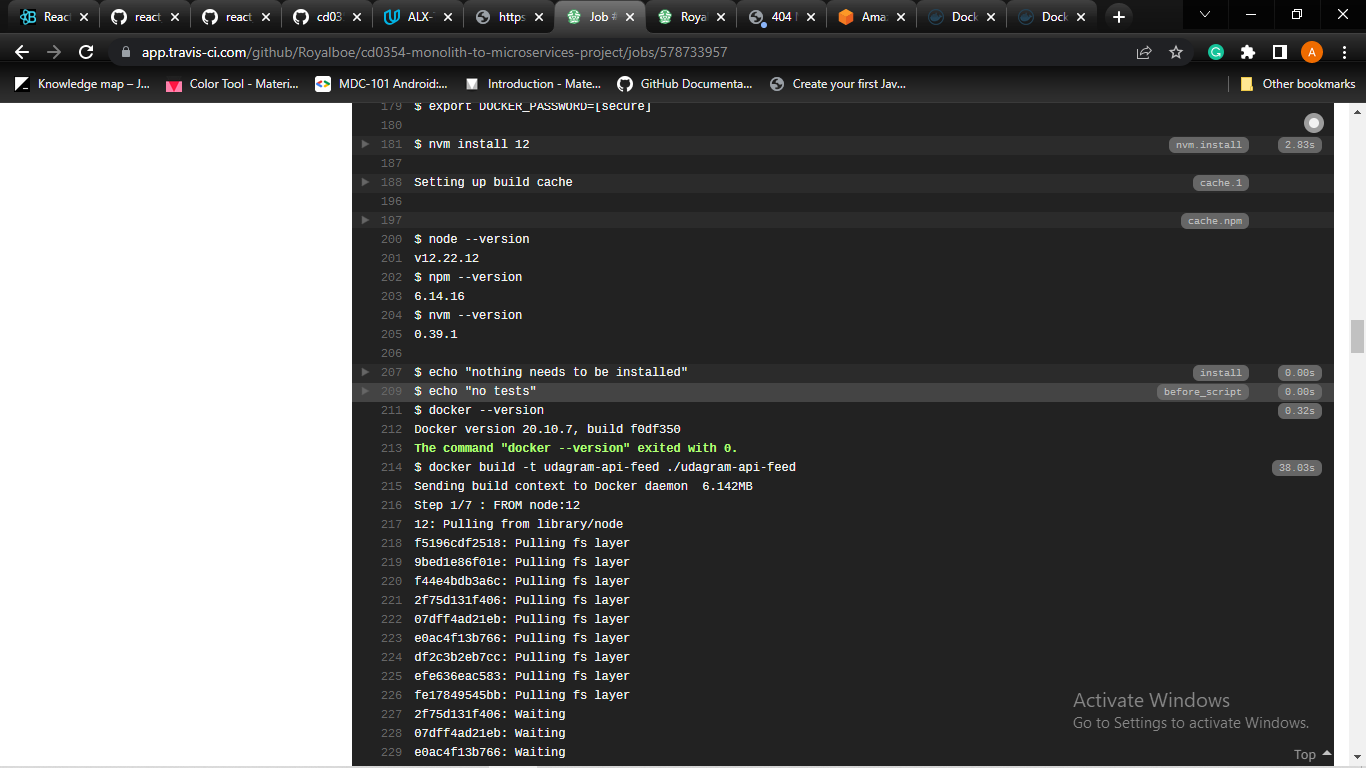 React
react
react
cd03
ALX-
https
Job #
Roya
404
Ama
Dock
Dock
app.travis-ci.com/github/Royalboe/cd0354-monolith-to-microservices-project/jobs/578733957
Knowledge map – J...
Color Tool - Materi...
MDC-101 Android:...
Introduction - Mate...
GitHub Documenta...
Create your first Jav...
Other bookmarks
179 $ export DOCKER_PASSWORD=[secure]
180
181 $ nvm install 12 nvm.install 2.83s
187
188 Setting up build cache cache.1
196
197 cache.npm
200 $ node --version
201 v12.22.12
202 $ npm --version
203 6.14.16
204 $ nvm --version
205 0.39.1
206
207 $ echo "nothing needs to be installed" install 0.00s
209 $ echo "no tests" before_script 0.00s
211 $ docker --version 0.32s
212 Docker version 20.10.7, build f0df350
213 The command "docker --version" exited with 0.
214 $ docker build -t udagram-api-feed ./udagram-api-feed 38.03s
215 Sending build context to Docker daemon  6.142MB
216 Step 1/7 : FROM node:12
217 12: Pulling from library/node
218 f5196cdf2518: Pulling fs layer
219 9bed1e86f01e: Pulling fs layer
220 f44e4bdb3a6c: Pulling fs layer
221 2f75d131f406: Pulling fs layer
222 07dff4ad21eb: Pulling fs layer
223 e0ac4f13b766: Pulling fs layer
224 df2c3b2eb7cc: Pulling fs layer
225 efe636eac583: Pulling fs layer
226 fe17849545bb: Pulling fs layer
227 2f75d131f406: Waiting
228 07dff4ad21eb: Waiting
229 e0ac4f13b766: Waiting
Activate Windows
Go to Settings to activate Windows.
Top